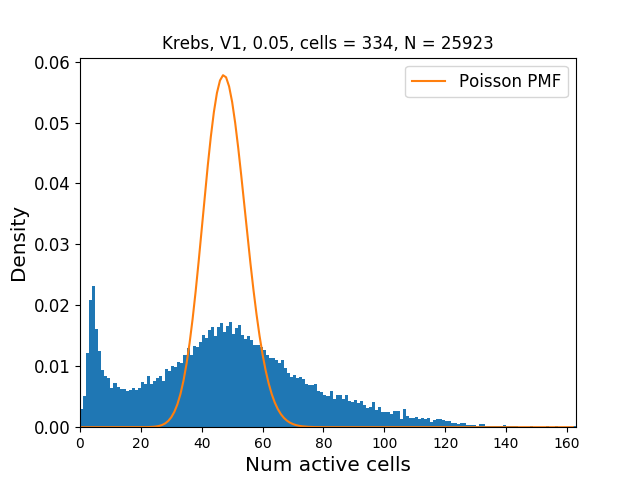 Krebs, V1, 0.05, cells = 334, N = 25923
Poisson PMF
0.06
0.05
0.04
0.03
0.02
0.01
0.00
Density
0 20 40 60 80 100 120 140 160
Num active cells